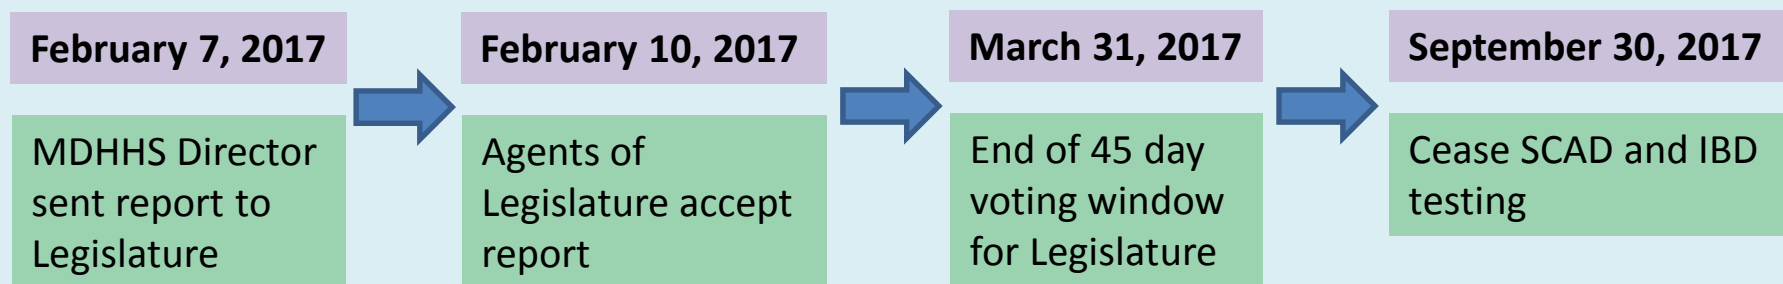 February 7, 2017
MDHHS Director
sent report to
Legislature
February 10, 2017
Agents of
Legislature accept
report
March 31, 2017
End of 45 day
voting window
for Legislature
September 30, 2017
Cease SCAD and IBD
testing